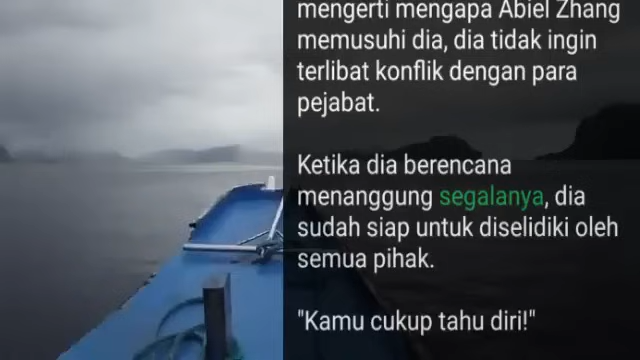 mengerti mengapa Abiel Zhang
memusuhi dia, dia tidak ingin
terlibat konflik dengan para
pejabat.
Ketika dia berencana
menanggung segalanya, dia
sudah siap untuk diselidiki oleh
semua pihak.
"Kamu cukup tahu diri!"